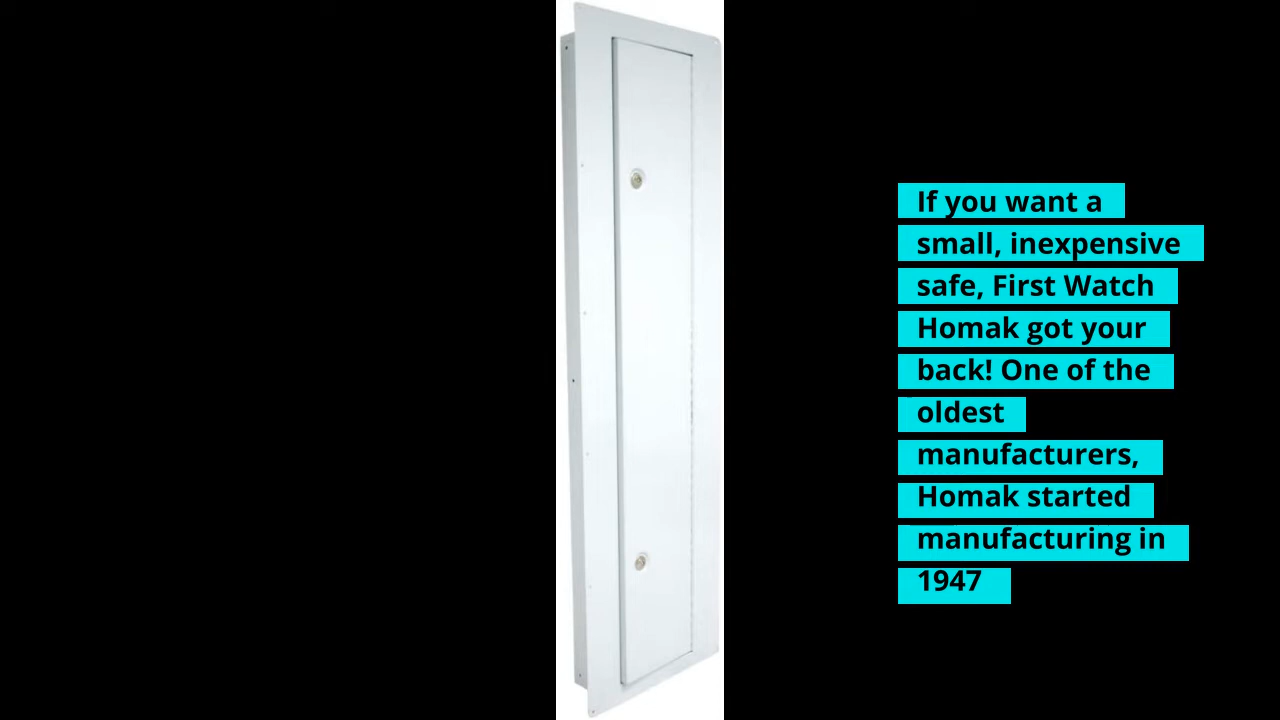 If you want a
small, inexpensive
safe, First Watch
Homak got your
back! One of the
oldest
manufacturers,
Homak started
manufacturing in
1947